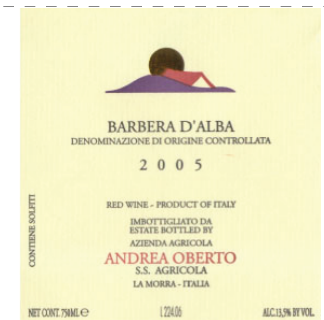 BARBERA D'ALBA
DENOMINAZIONE DI ORIGINE CONTROLLATA
2005
RED WINE - PRODUCT OF ITALY
IMBOTTIGLIATO DA
ESTATE BOTTLED BY
AZIENDA AGRICOLA
ANDREA OBERTO
S.S. AGRICOLA
LA MORRA - ITALIA
CONTIENE SOLFITI
NET CONT. 750ML e
L 224.06
ALC. 13,5% BY VOL.